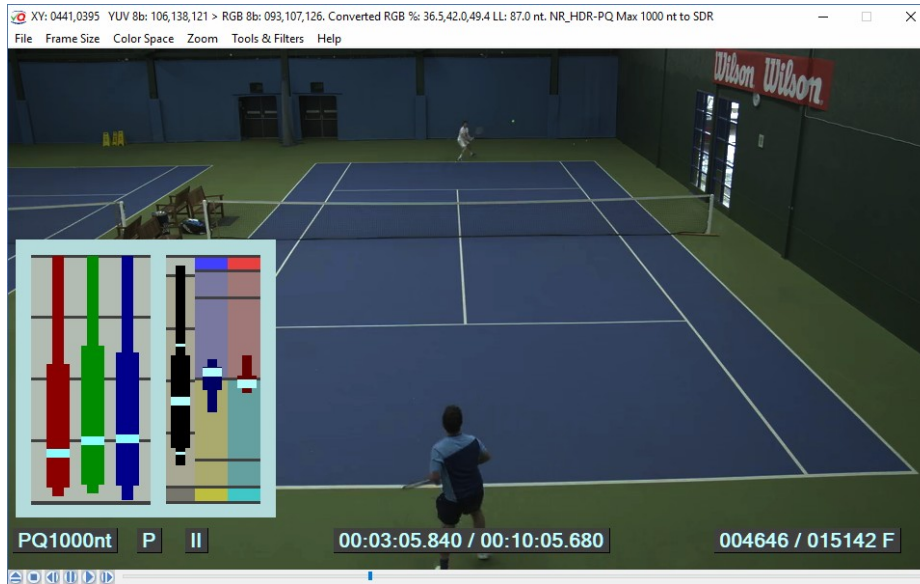 XY: 0441,0395 YUV 8b: 106,138,121 > RGB 8b: 093,107,126. Converted RGB %: 36.5,42.0,49.4 LL: 87.0 nt. NR_HDR-PQ Max 1000 nt to SDR
File Frame Size Color Space Zoom Tools & Filters Help
Wilson Wilson
PQ1000nt P II 00:03:05.840 / 00:10:05.680 004646 / 015142 F